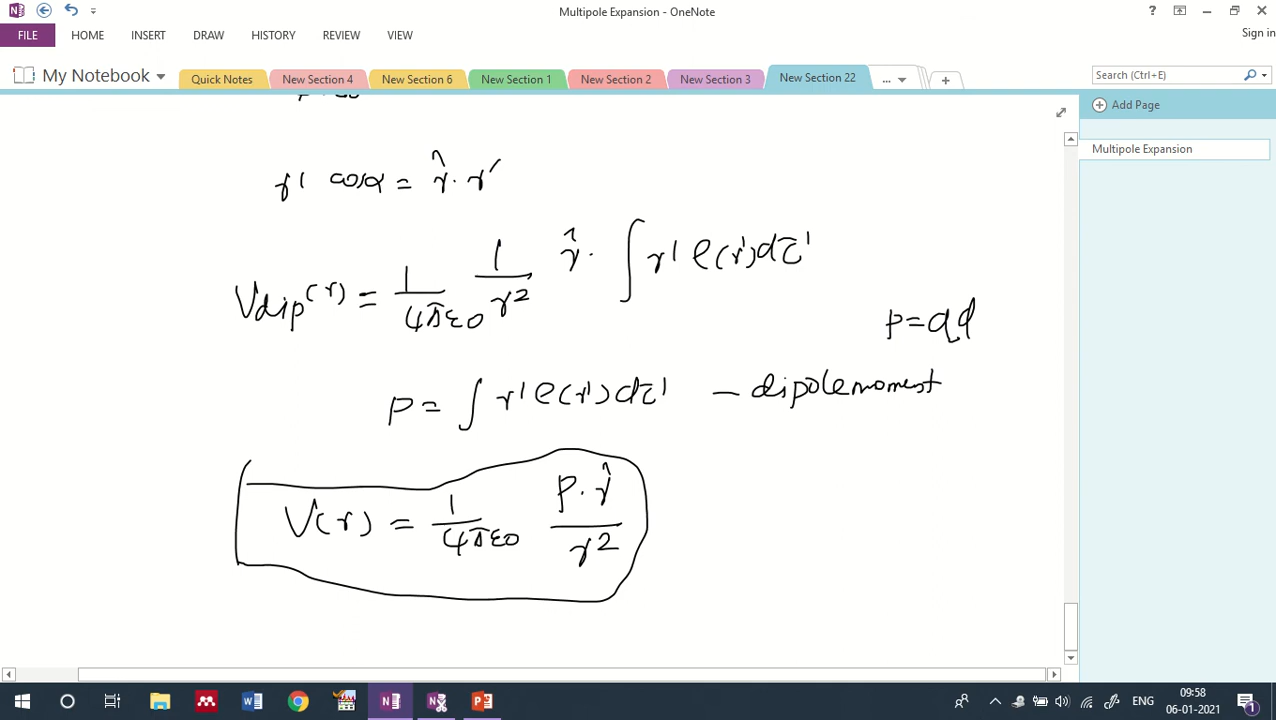 Multipole Expansion - OneNote
Sign in
FILE HOME INSERT DRAW HISTORY REVIEW VIEW
My Notebook Quick Notes New Section 4 New Section 6 New Section 1 New Section 2 New Section 3 New Section 22 ... Search (Ctrl+E)
Add Page
Multipole Expansion
r' cosα = r̂ · r'
Vdip(r) = 1/4πε0 1/r2 r̂ · ∫ r' ρ(r') dτ'
p = qd
p = ∫ r' ρ(r') dτ' – dipole moment
V(r) = 1/4πε0 p · r̂/r2
ENG 09:58
06-01-2021
1